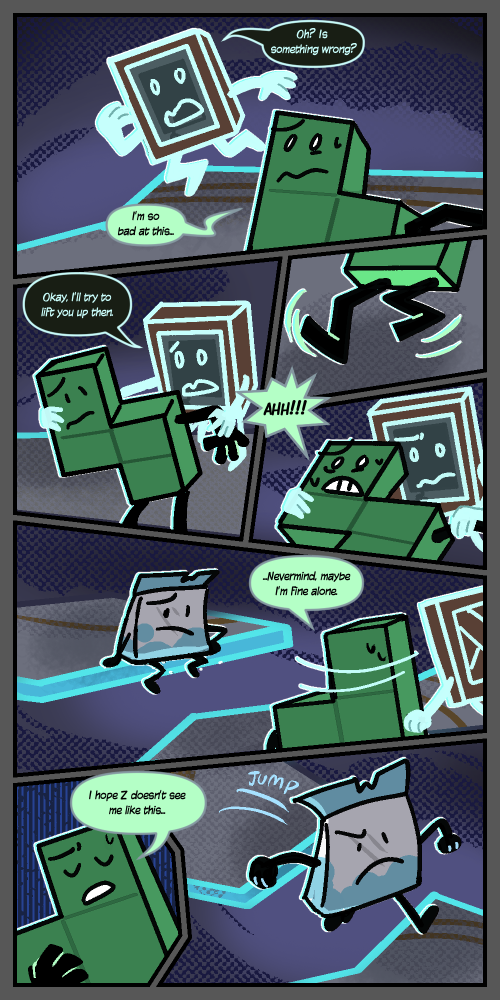 Oh? Is
something wrong?
I'm so
bad at this...
Okay, I'll try to
lift you up then.
AHH!!!
...Nevermind, maybe
I'm fine alone.
JUMP
I hope Z doesn't see
me like this...